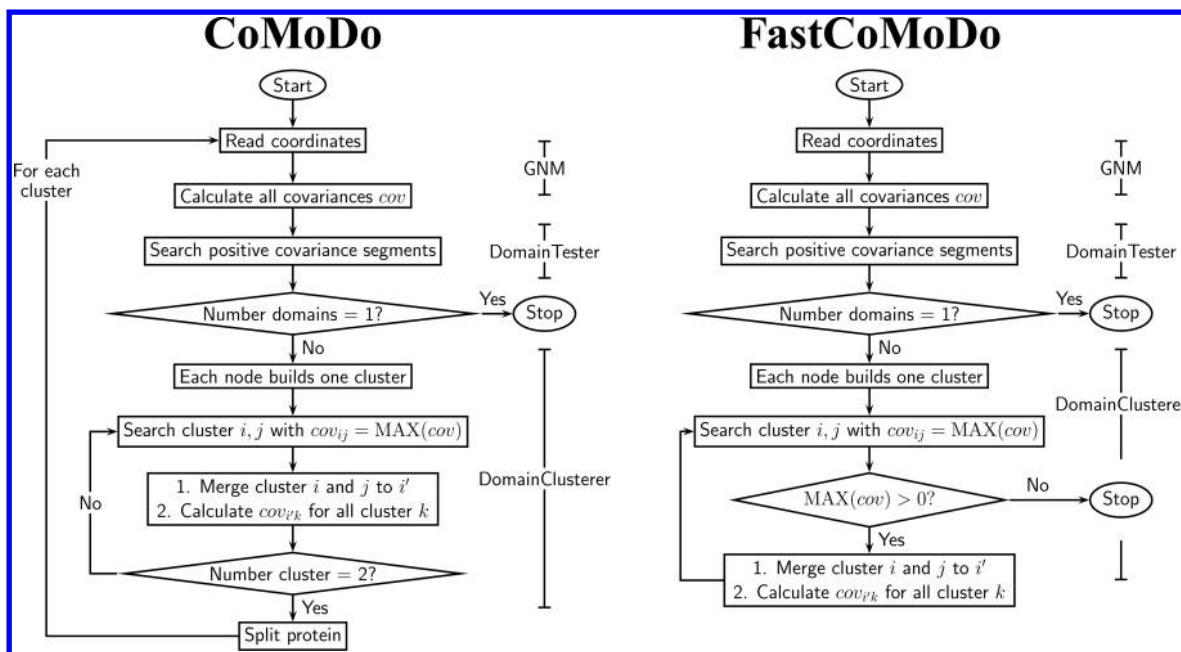 CoMoDo
Start
Read coordinates
For each
cluster
GNM
Calculate all covariances cov
Search positive covariance segments
DomainTester
Number domains = 1?
Yes
Stop
No
Each node builds one cluster
Search cluster i, j with cov_ij = MAX(cov)
No
1. Merge cluster i and j to i′
2. Calculate cov_i′k for all cluster k
DomainClusterer
Number cluster = 2?
Yes
Split protein
FastCoMoDo
Start
Read coordinates
GNM
Calculate all covariances cov
Search positive covariance segments
DomainTester
Number domains = 1?
Yes
Stop
No
Each node builds one cluster
DomainClustere
Search cluster i, j with cov_ij = MAX(cov)
MAX(cov) > 0?
No
Stop
Yes
1. Merge cluster i and j to i′
2. Calculate cov_i′k for all cluster k